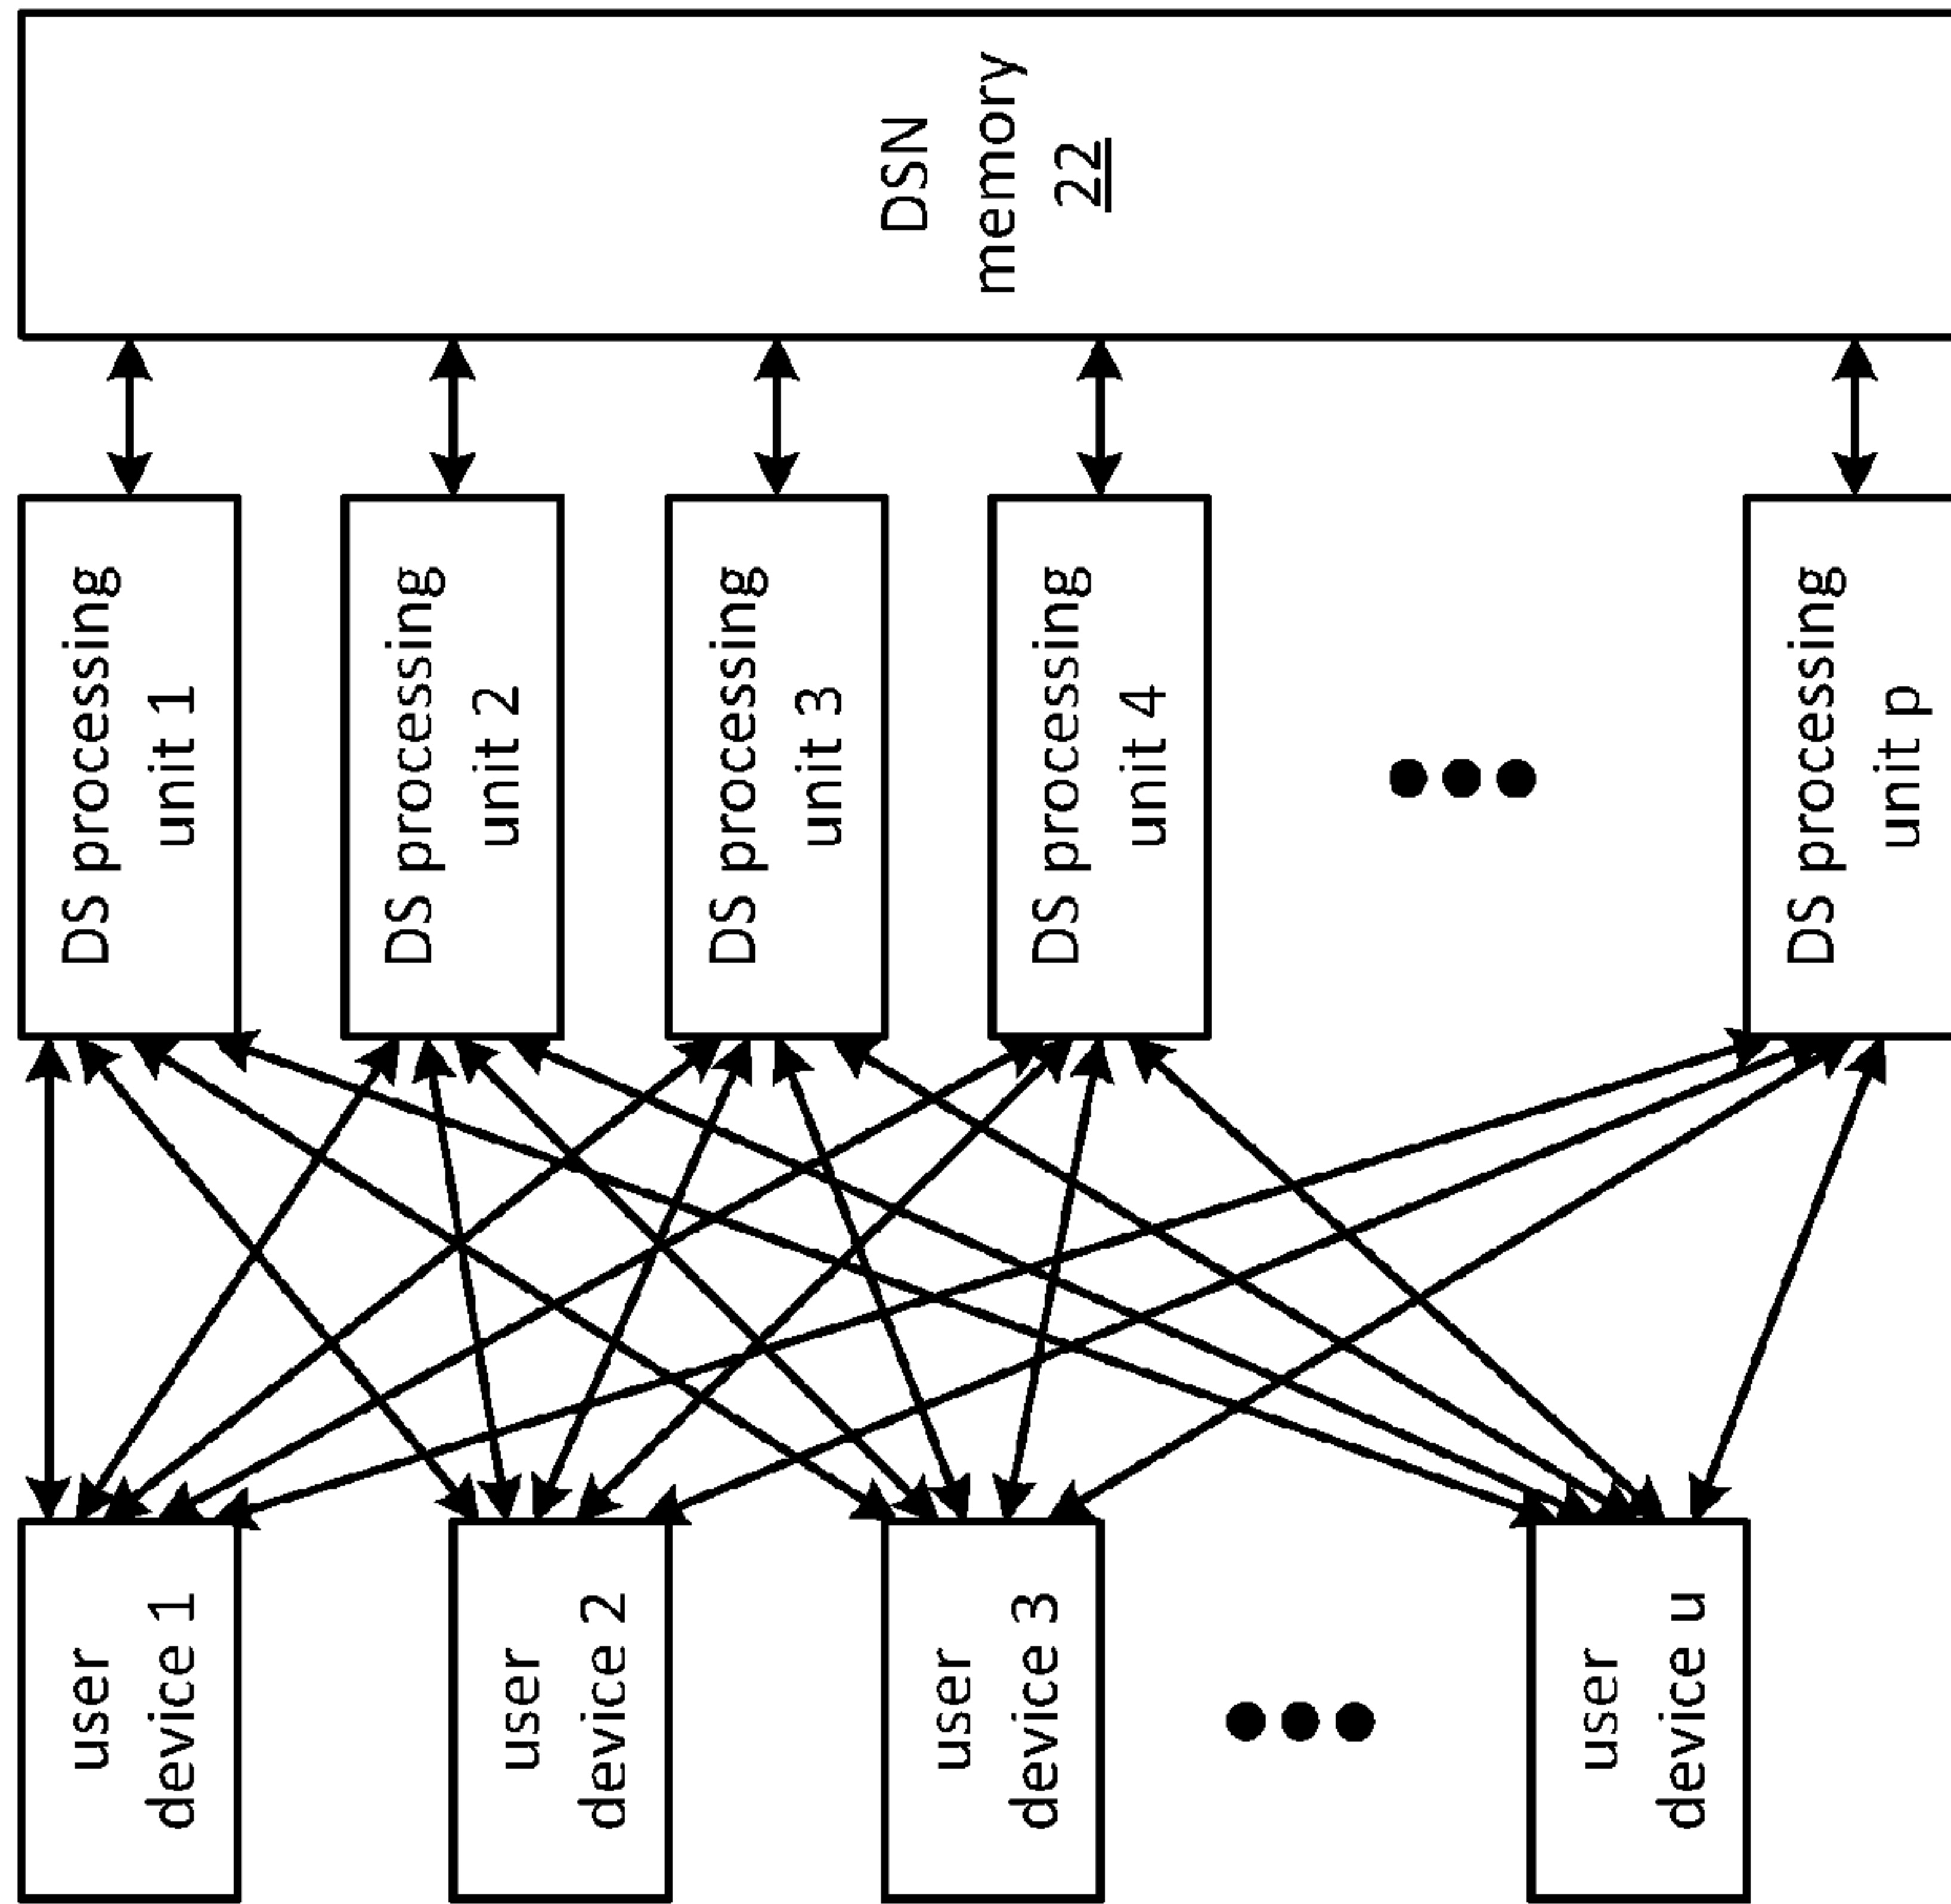 user
device 1
user
device 2
user
device 3
user
device u
DS processing
unit 1
DS processing
unit 2
DS processing
unit 3
DS processing
unit 4
DS processing
unit p
DSN
memory
22